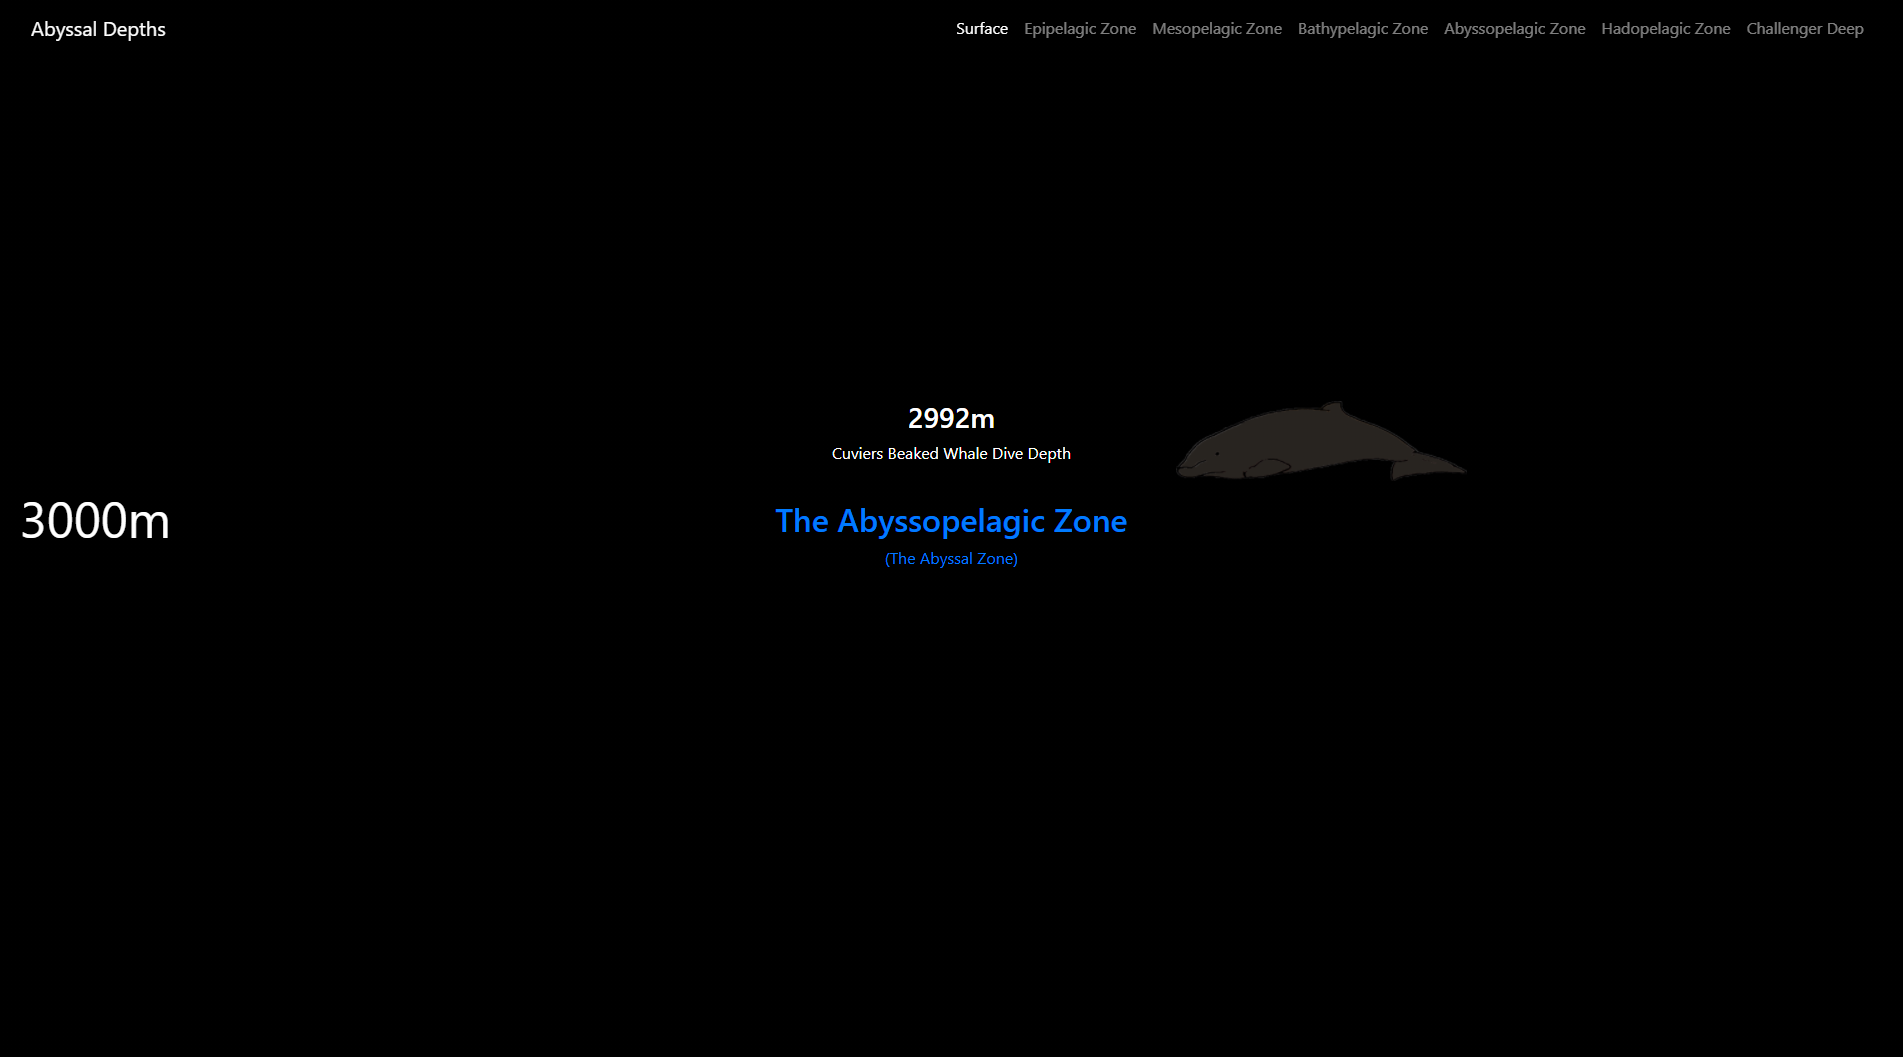 Abyssal Depths
Surface Epipelagic Zone Mesopelagic Zone Bathypelagic Zone Abyssopelagic Zone Hadopelagic Zone Challenger Deep
2992m
Cuviers Beaked Whale Dive Depth
3000m
The Abyssopelagic Zone
(The Abyssal Zone)